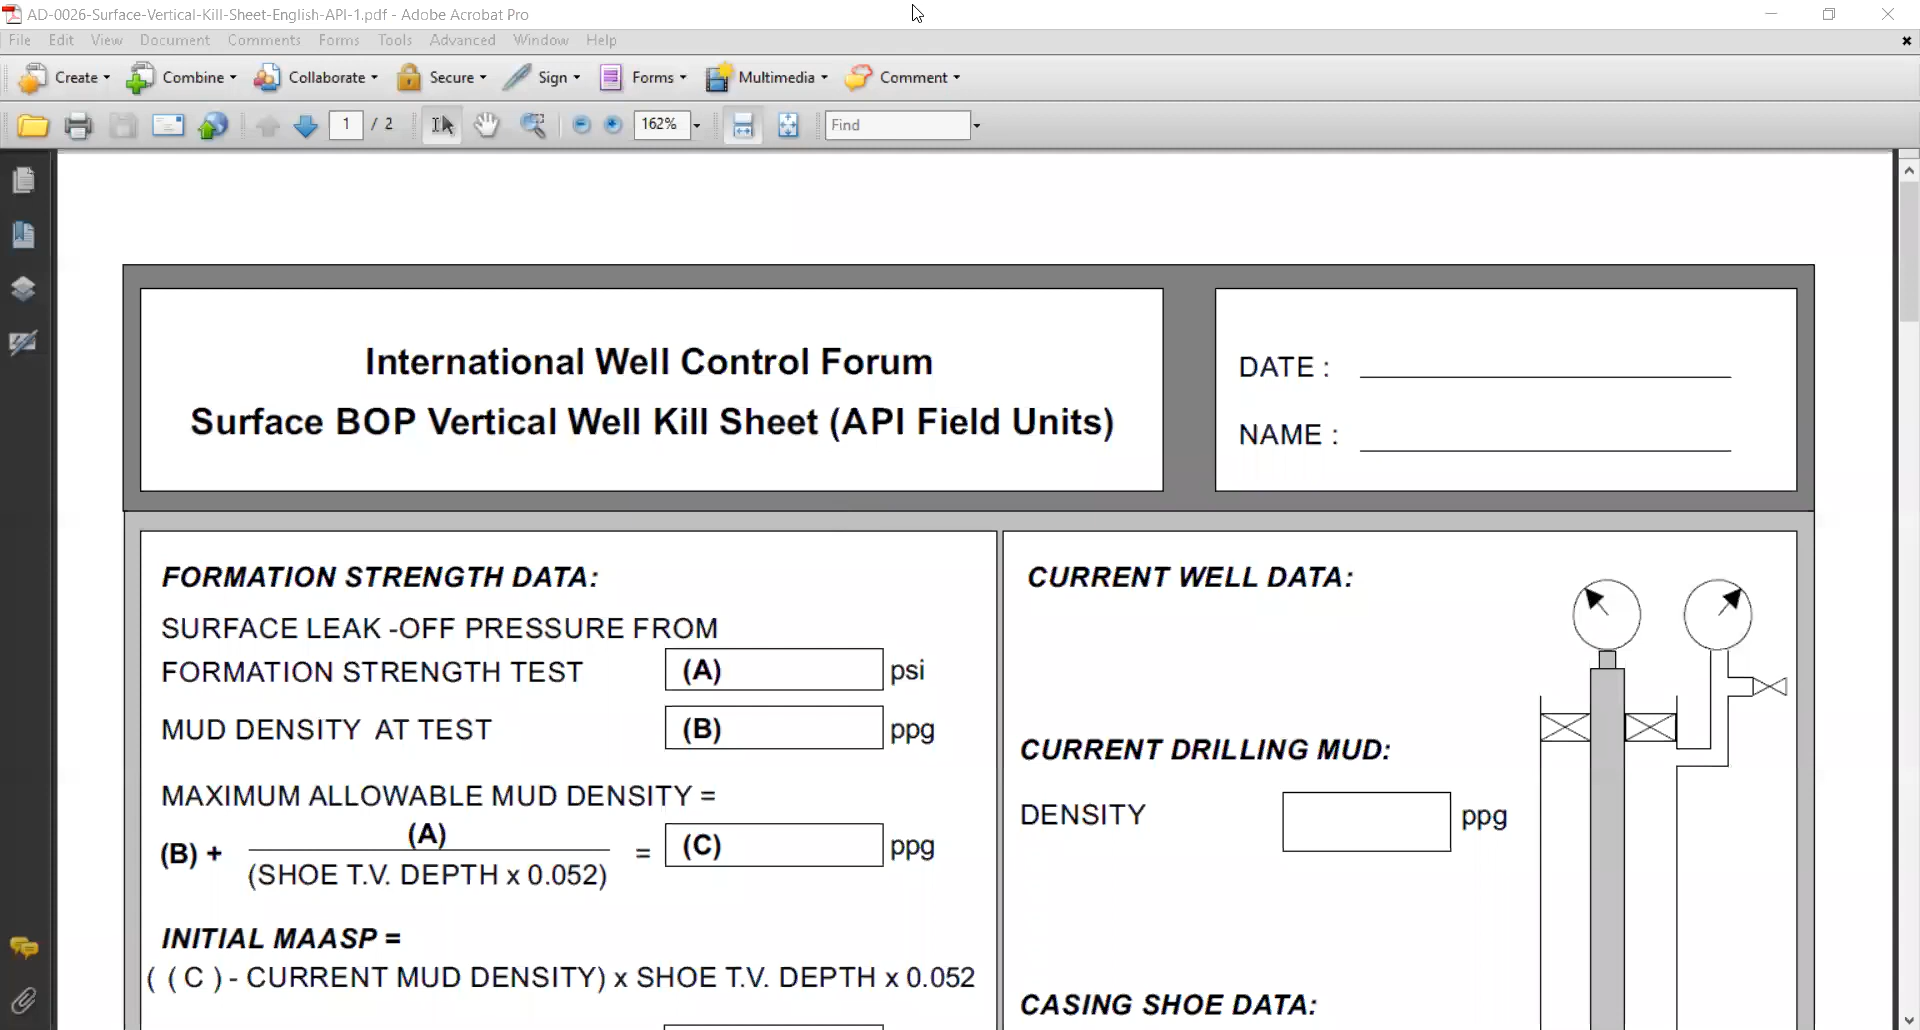 AD-0026-Surface-Vertical-Kill-Sheet-English-API-1.pdf - Adobe Acrobat Pro
File Edit View Document Comments Forms Tools Advanced Window Help
Create Combine Collaborate Secure Sign Forms Multimedia Comment
1 / 2 162% Find
International Well Control Forum
Surface BOP Vertical Well Kill Sheet (API Field Units)
DATE :
NAME :
FORMATION STRENGTH DATA:
SURFACE LEAK -OFF PRESSURE FROM
FORMATION STRENGTH TEST (A) psi
MUD DENSITY AT TEST (B) ppg
MAXIMUM ALLOWABLE MUD DENSITY =
(A)
(B) + = (C) ppg
(SHOE T.V. DEPTH x 0.052)
INITIAL MAASP =
( ( C ) - CURRENT MUD DENSITY) x SHOE T.V. DEPTH x 0.052
CURRENT WELL DATA:
CURRENT DRILLING MUD:
DENSITY ppg
CASING SHOE DATA: